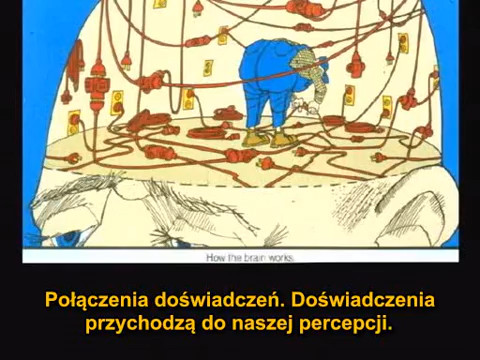 How the brain works.
Połączenia doświadczeń. Doświadczenia
przychodzą do naszej percepcji.